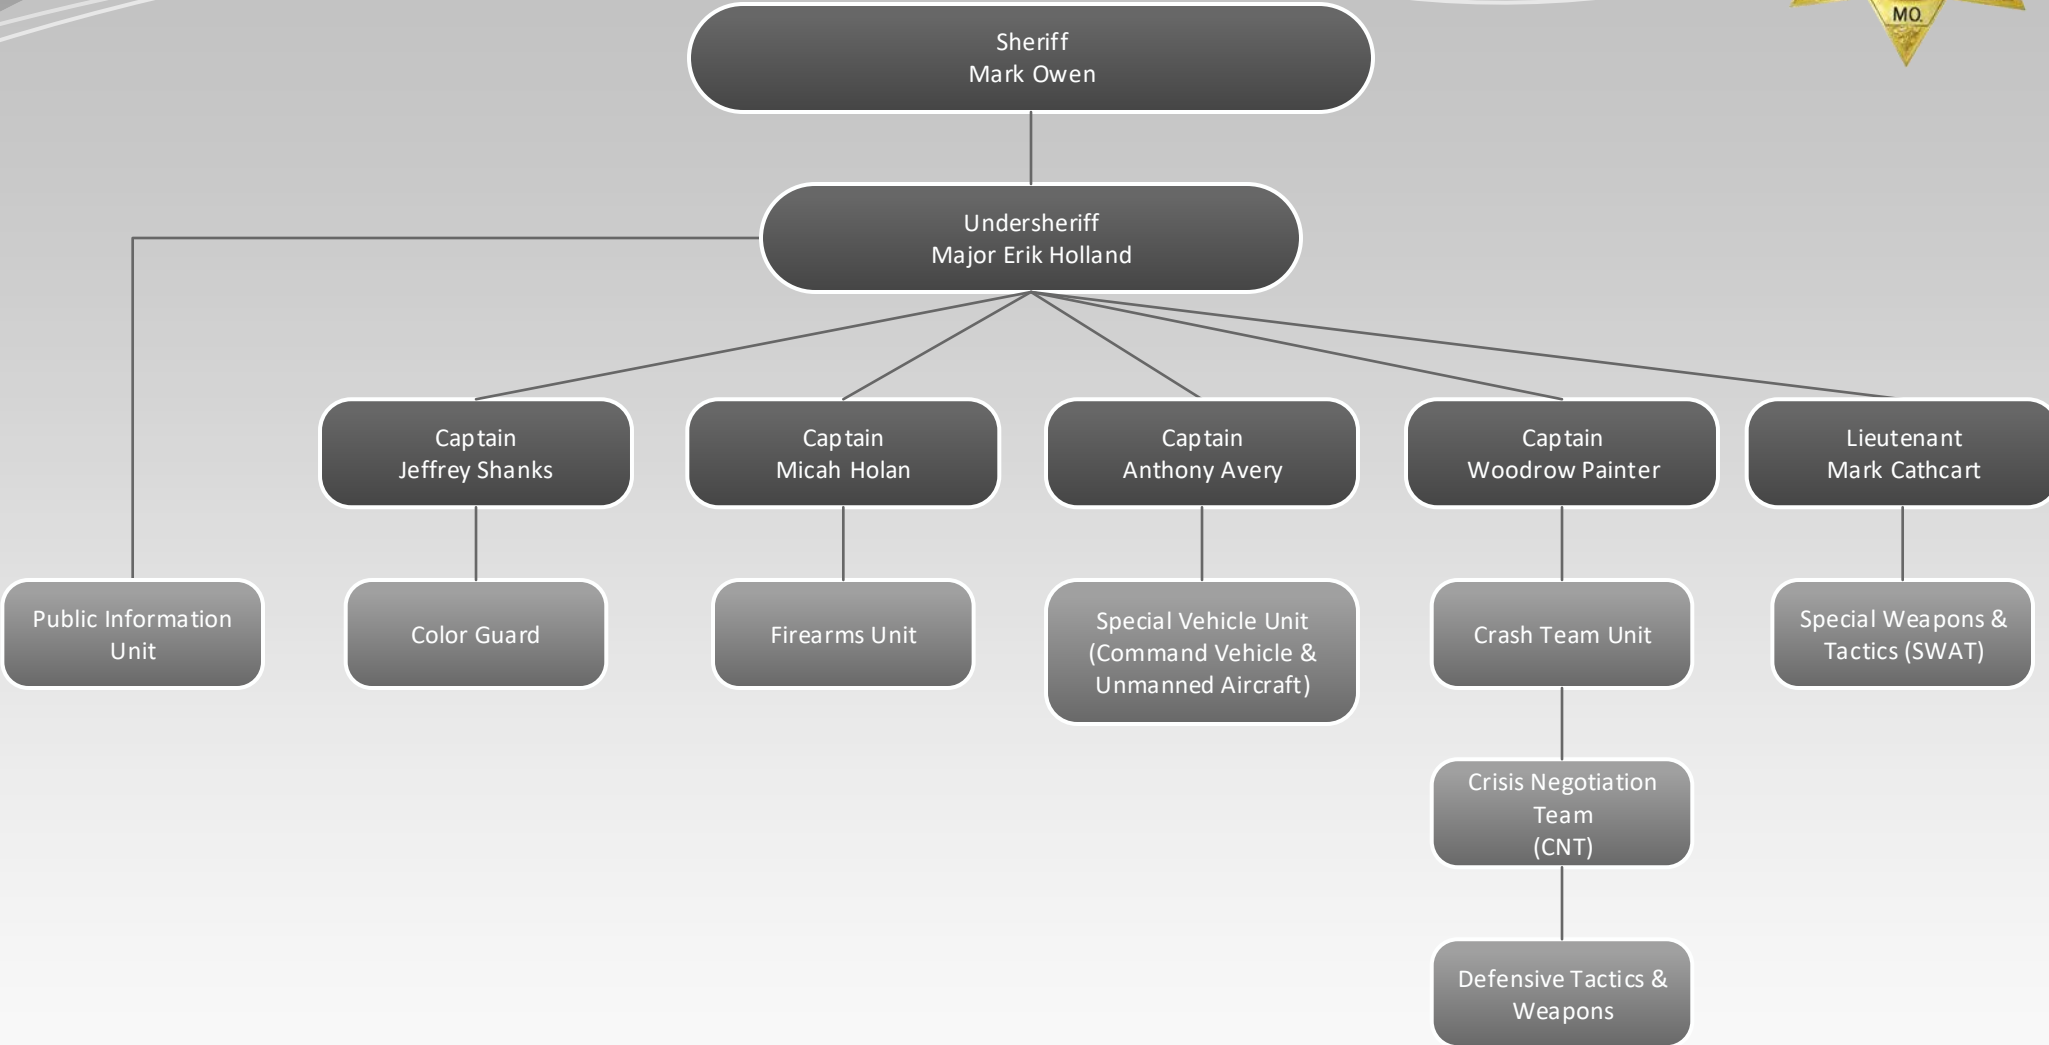 MO.
Sheriff
Mark Owen
Undersheriff
Major Erik Holland
Captain
Jeffrey Shanks
Captain
Micah Holan
Captain
Anthony Avery
Captain
Woodrow Painter
Lieutenant
Mark Cathcart
Public Information
Unit
Color Guard
Firearms Unit
Special Vehicle Unit
(Command Vehicle &
Unmanned Aircraft)
Crash Team Unit
Special Weapons &
Tactics (SWAT)
Crisis Negotiation
Team
(CNT)
Defensive Tactics &
Weapons